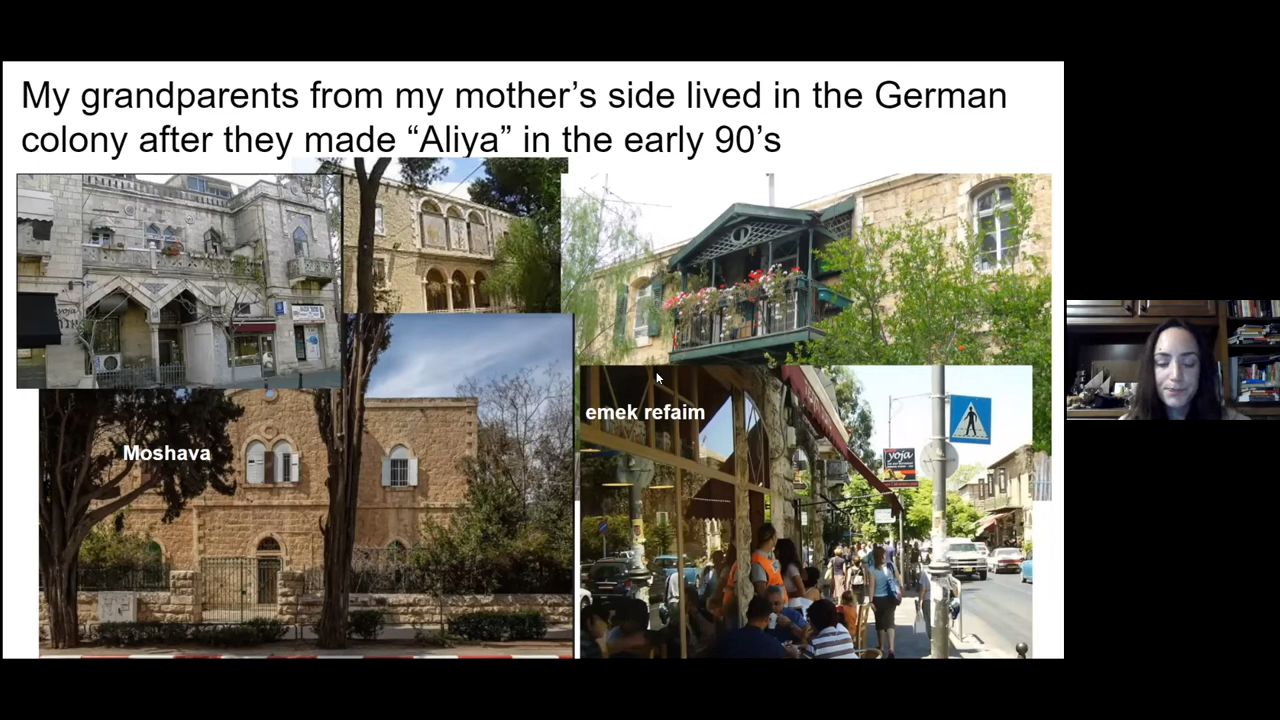 My grandparents from my mother’s side lived in the German
colony after they made “Aliya” in the early 90’s
Moshava
emek refaim
yoja